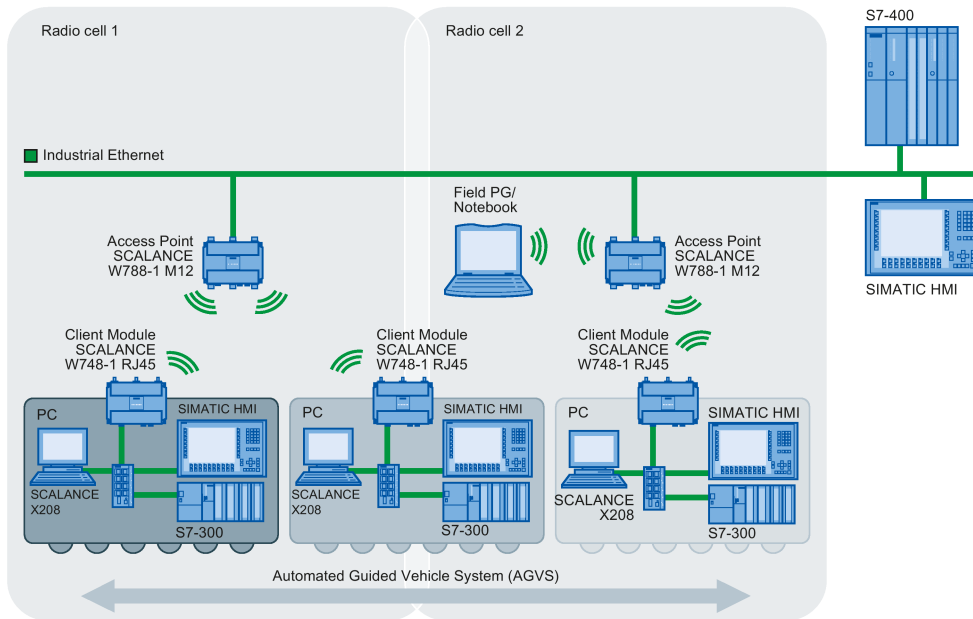 Radio cell 1
Radio cell 2
S7-400
Industrial Ethernet
Field PG/
Notebook
Access Point
SCALANCE
W788-1 M12
Access Point
SCALANCE
W788-1 M12
SIMATIC HMI
Client Module
SCALANCE
W748-1 RJ45
Client Module
SCALANCE
W748-1 RJ45
Client Module
SCALANCE
W748-1 RJ45
PC
SIMATIC HMI
SCALANCE
X208
S7-300
PC
SIMATIC HMI
SCALANCE
X208
S7-300
PC
SIMATIC HMI
SCALANCE
X208
S7-300
Automated Guided Vehicle System (AGVS)